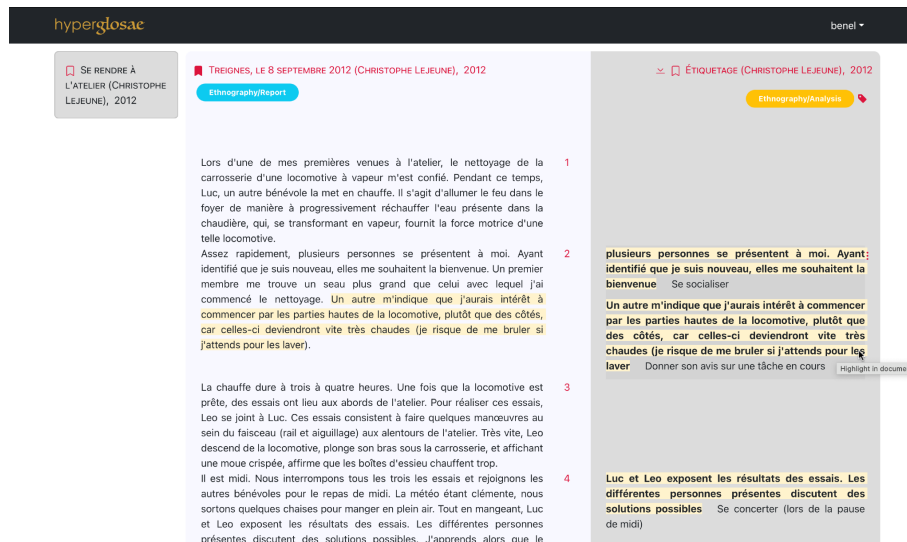 hyperglosae
benel
Se rendre à
l'atelier (Christophe
Lejeune), 2012
Treignes, le 8 septembre 2012 (Christophe Lejeune), 2012
Ethnography/Report
Étiquetage (Christophe Lejeune), 2012
Ethnography/Analysis
Lors d'une de mes premières venues à l'atelier, le nettoyage de la
carrosserie d'une locomotive à vapeur m'est confié. Pendant ce temps,
Luc, un autre bénévole la met en chauffe. Il s'agit d'allumer le feu dans le
foyer de manière à progressivement réchauffer l'eau présente dans la
chaudière, qui, se transformant en vapeur, fournit la force motrice d'une
telle locomotive.
1
Assez rapidement, plusieurs personnes se présentent à moi. Ayant
identifié que je suis nouveau, elles me souhaitent la bienvenue. Un premier
membre me trouve un seau plus grand que celui avec lequel j'ai
commencé le nettoyage. Un autre m'indique que j'aurais intérêt à
commencer par les parties hautes de la locomotive, plutôt que des côtés,
car celles-ci deviendront vite très chaudes (je risque de me bruler si
j'attends pour les laver).
2
plusieurs personnes se présentent à moi. Ayant
identifié que je suis nouveau, elles me souhaitent la
bienvenue Se socialiser
Un autre m'indique que j'aurais intérêt à commencer
par les parties hautes de la locomotive, plutôt que
des côtés, car celles-ci deviendront vite très
chaudes (je risque de me bruler si j'attends pour les
laver Donner son avis sur une tâche en cours
Highlight in docume
La chauffe dure à trois à quatre heures. Une fois que la locomotive est
prête, des essais ont lieu aux abords de l'atelier. Pour réaliser ces essais,
Leo se joint à Luc. Ces essais consistent à faire quelques manœuvres au
sein du faisceau (rail et aiguillage) aux alentours de l'atelier. Très vite, Leo
descend de la locomotive, plonge son bras sous la carrosserie, et affichant
une moue crispée, affirme que les boîtes d'essieu chauffent trop.
3
Il est midi. Nous interrompons tous les trois les essais et rejoignons les
autres bénévoles pour le repas de midi. La météo étant clémente, nous
sortons quelques chaises pour manger en plein air. Tout en mangeant, Luc
et Leo exposent les résultats des essais. Les différentes personnes
présentes discutent des solutions possibles. J'apprends alors que le
4
Luc et Leo exposent les résultats des essais. Les
différentes personnes présentes discutent des
solutions possibles Se concerter (lors de la pause
de midi)